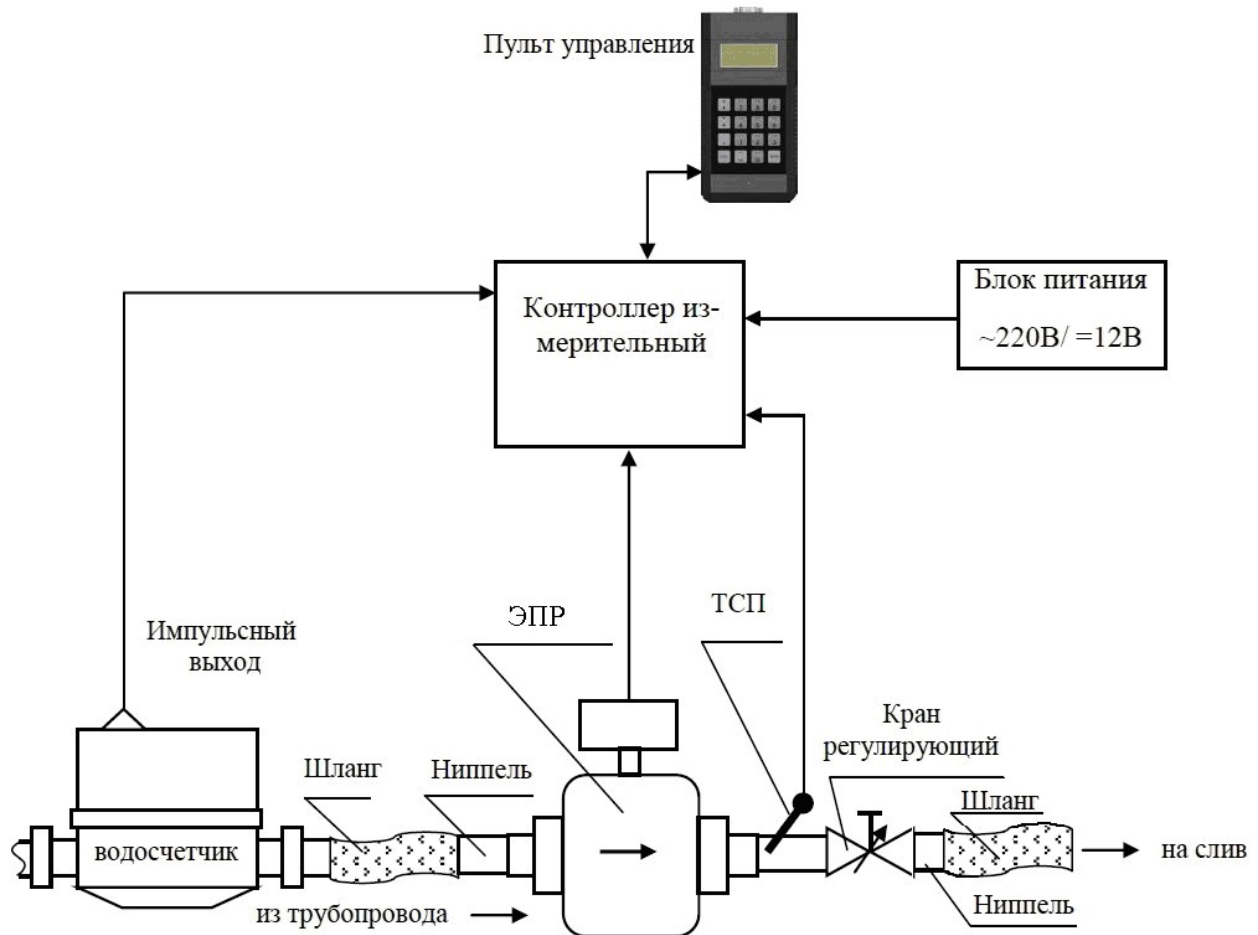 Пульт управления
Контроллер из-
мерительный
Блок питания
~220В/ =12В
Импульсный
выход
ЭПР
ТСП
Кран
регулирующий
Шланг
Ниппель
Шланг
водосчетчик
на слив
из трубопровода
Ниппель